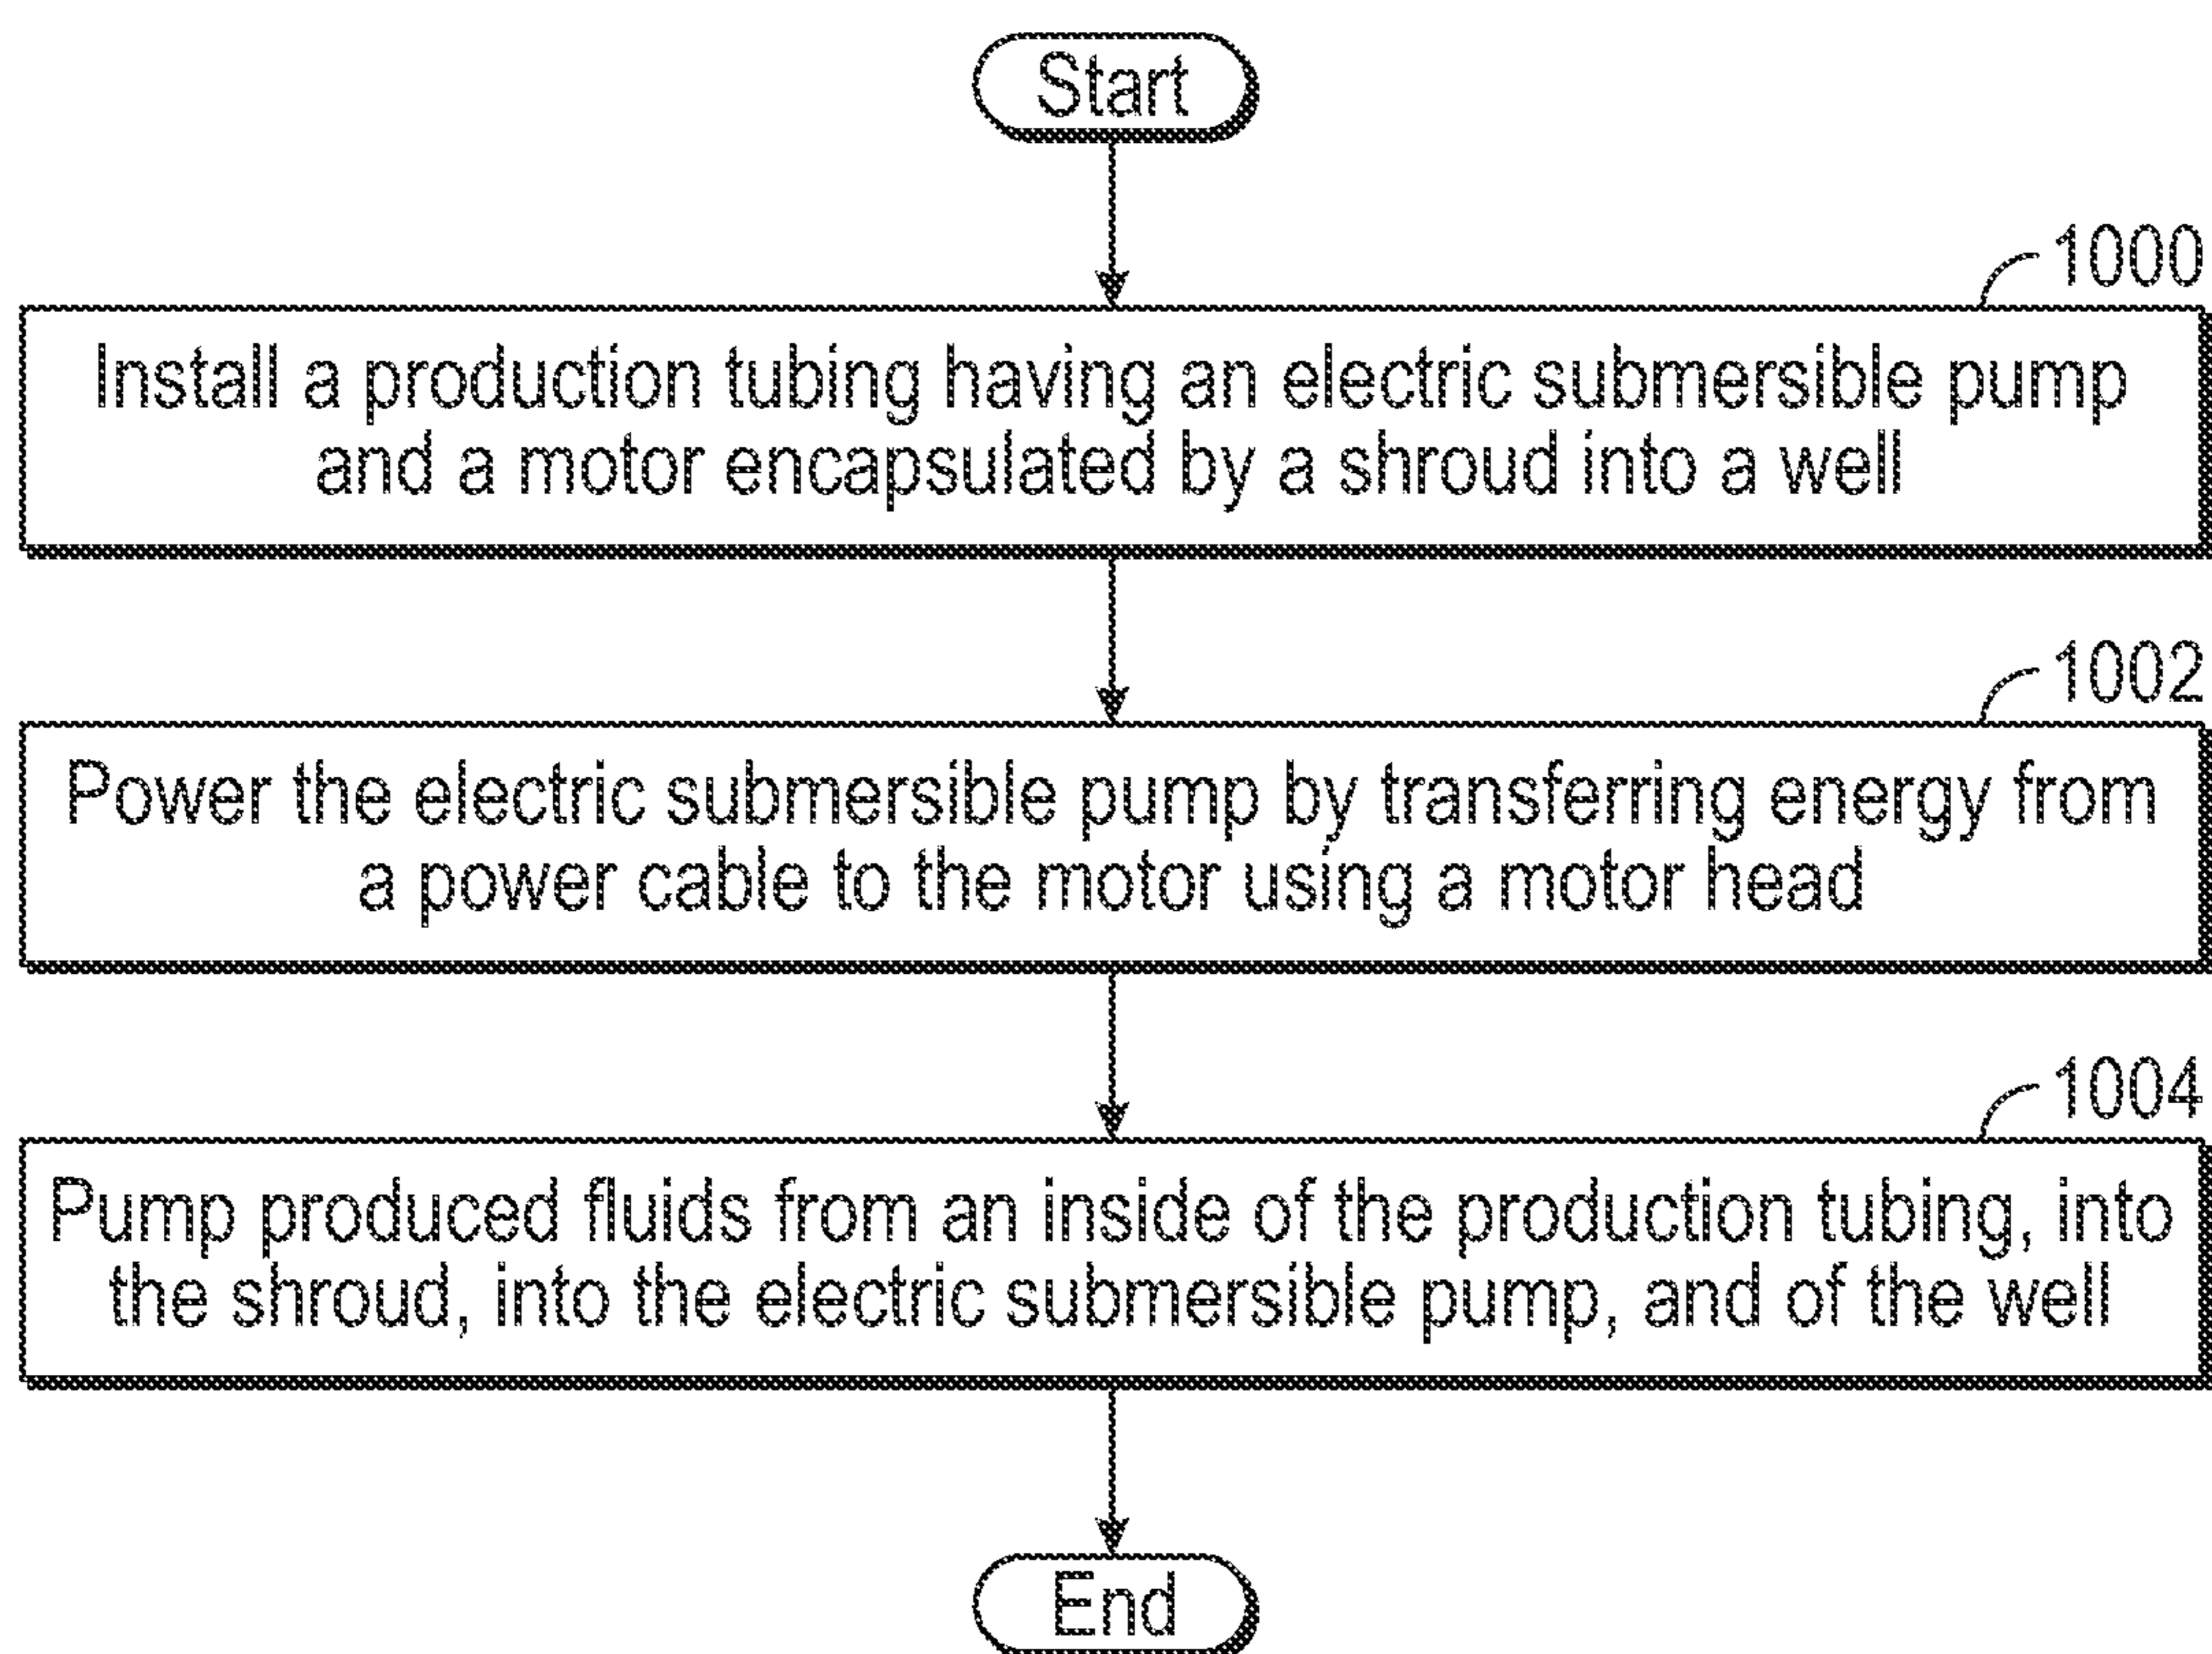 Start
1000
Install a production tubing having an electric submersible pump
and a motor encapsulated by a shroud into a well
1002
Power the electric submersible pump by transferring energy from
a power cable to the motor using a motor head
1004
Pump produced fluids from an inside of the production tubing, into
the shroud, into the electric submersible pump, and of the well
End